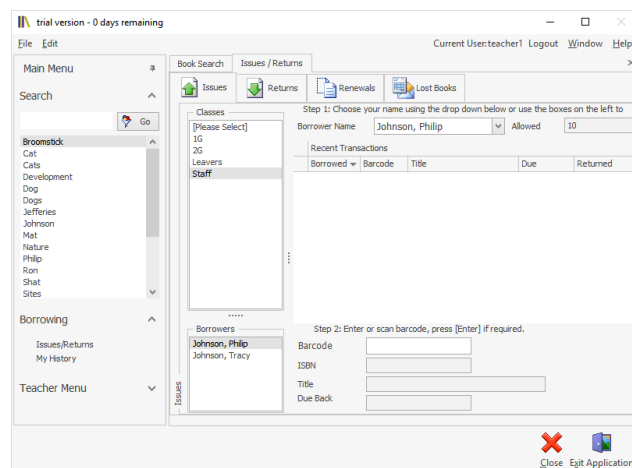 trial version - 0 days remaining
File Edit
Current User:teacher1 Logout Window Help
Main Menu
Search
Go
Broomstick
Cat
Cats
Development
Dog
Dogs
Jefferies
Johnson
Mat
Nature
Philip
Ron
Shat
Sites
Borrowing
Issues/Returns
My History
Teacher Menu
Book Search Issues / Returns
Issues Returns Renewals Lost Books
Classes
[Please Select]
1G
2G
Leavers
Staff
Borrowers
Johnson, Philip
Johnson, Tracy
Issues
Step 1: Choose your name using the drop down below or use the boxes on the left to
Borrower Name Johnson, Philip Allowed 10
Recent Transactions
Borrowed Barcode Title Due Returned
Step 2: Enter or scan barcode, press [Enter] if required.
Barcode
ISBN
Title
Due Back
Close Exit Application